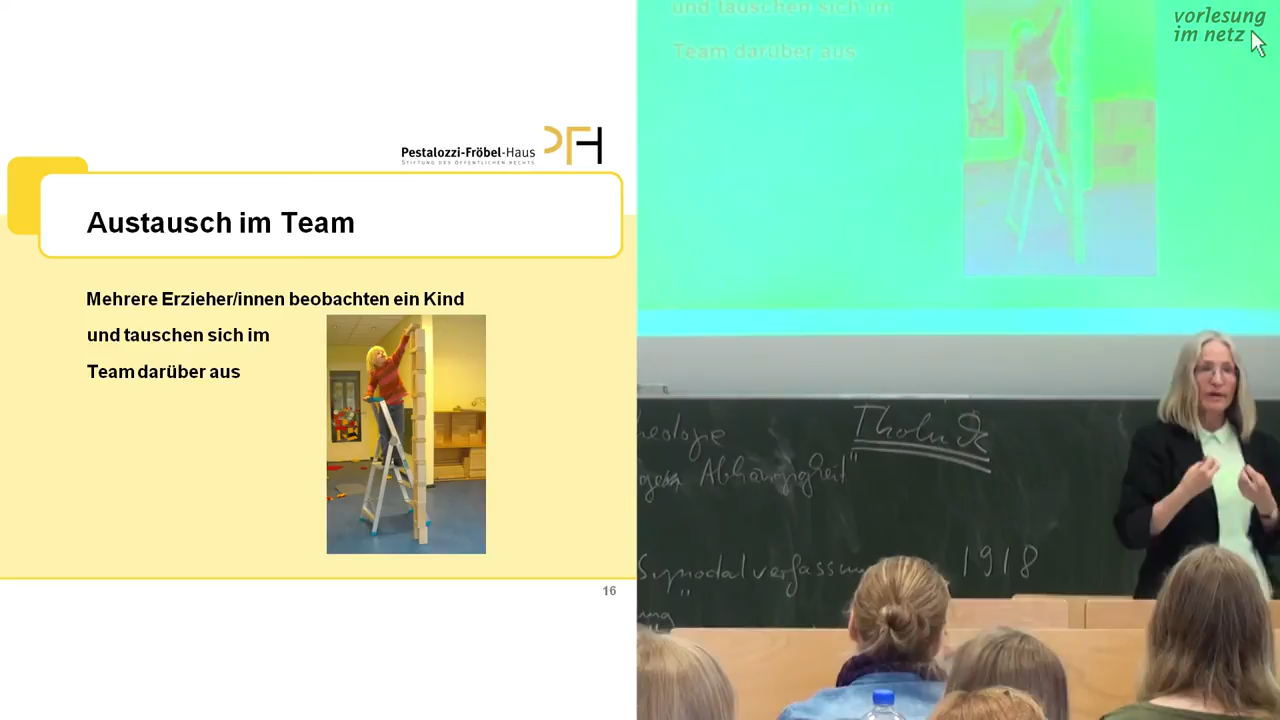 Pestalozzi-Fröbel-Haus
STIFTUNG DES ÖFFENTLICHEN RECHTS
PFH
Austausch im Team
Mehrere Erzieher/innen beobachten ein Kind
und tauschen sich im
Team darüber aus
16
und tauschen sich im
Team darüber aus
vorlesung
im netz
heologie
Tholuck
Abhängigkeit"
Synodalverfassung
1918